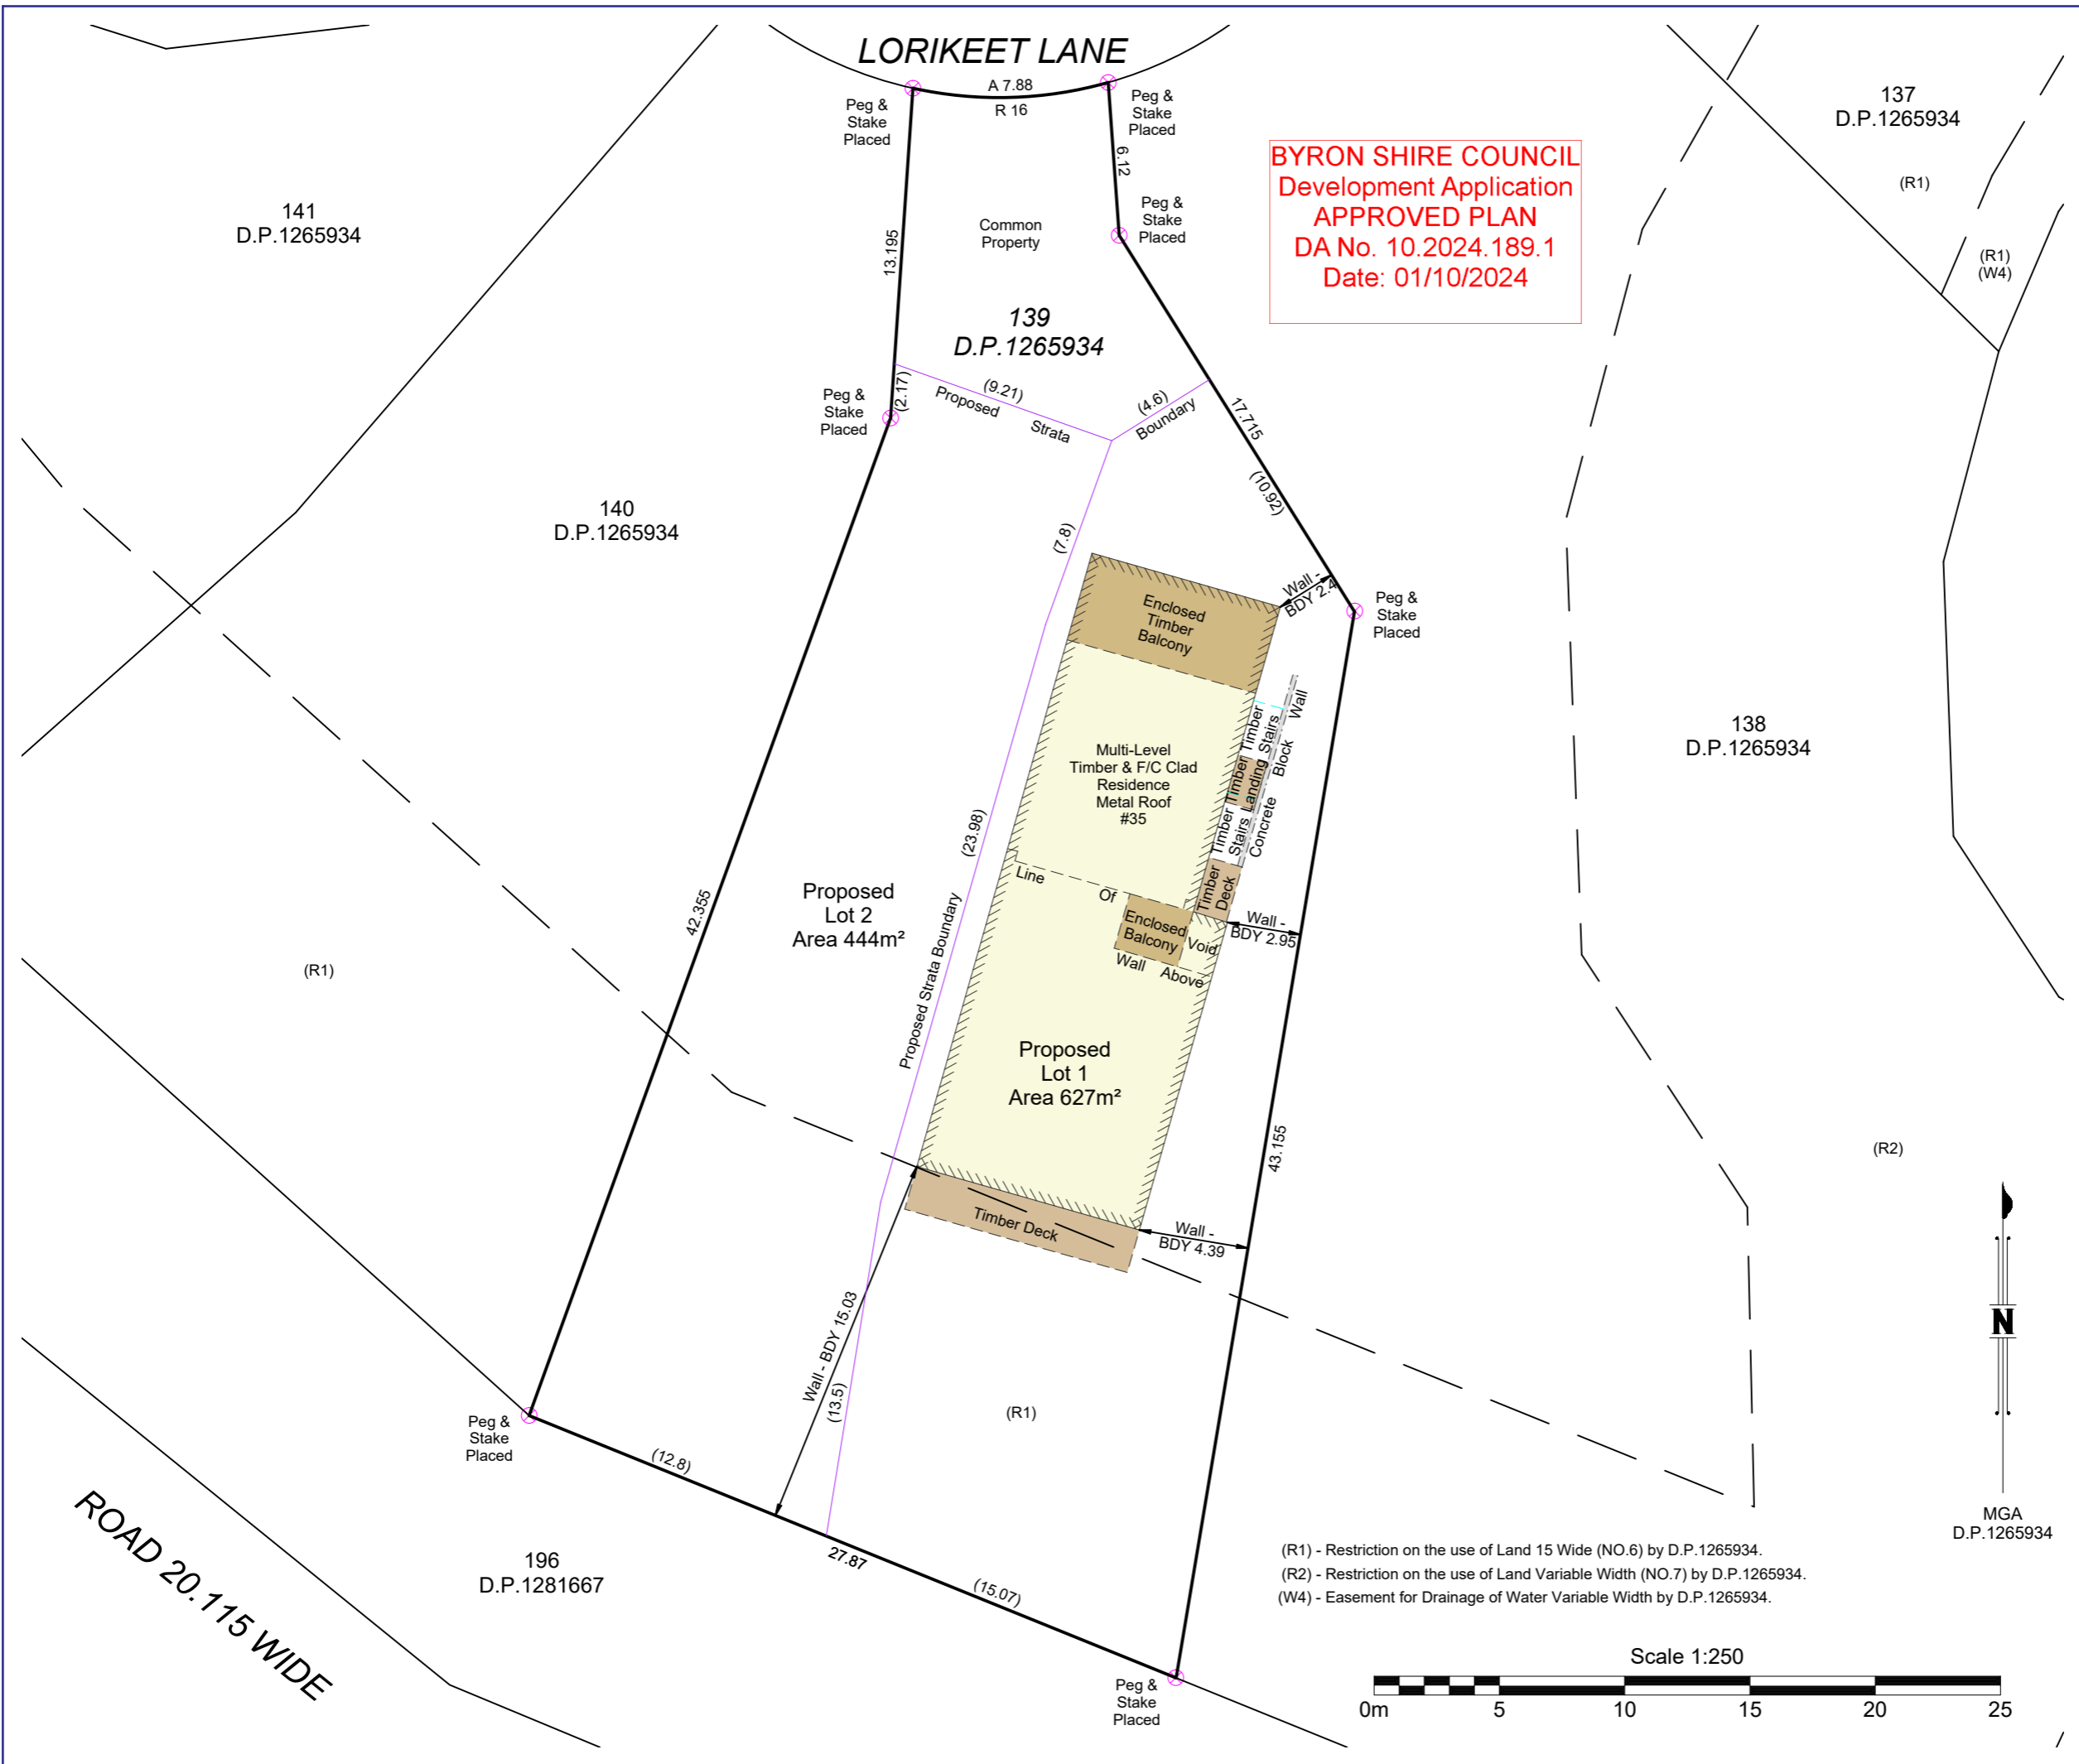 LORIKEET LANE
A 7.88
R 16
Peg &
Stake
Placed
Peg &
Stake
Placed
6.12
Peg &
Stake
Placed
13.195
Common
Property
139
D.P.1265934
BYRON SHIRE COUNCIL
Development Application
APPROVED PLAN
DA No. 10.2024.189.1
Date: 01/10/2024
137
D.P.1265934
(R1)
(R1)
(W4)
141
D.P.1265934
140
D.P.1265934
Peg &
Stake
Placed
(2.17)
(9.21)
Proposed Strata Boundary
(4.6)
17.715
(10.92)
(7.8)
Wall -
BDY 2.4
Peg &
Stake
Placed
Enclosed
Timber
Balcony
Multi-Level
Timber & F/C Clad
Residence
Metal Roof
#35
Timber
Stairs
Timber
Landing
Timber
Stairs
Timber
Deck
Concrete Block Wall
138
D.P.1265934
Line Of
Wall Above
Enclosed
Balcony
Void
Wall -
BDY 2.95
(23.98)
Proposed Strata Boundary
42.355
Proposed
Lot 2
Area 444m²
(R1)
Proposed
Lot 1
Area 627m²
43.155
(R2)
Timber Deck
Wall -
BDY 4.39
Wall - BDY 15.03
(13.5)
(R1)
Peg &
Stake
Placed
(12.8)
27.87
(15.07)
Peg &
Stake
Placed
ROAD 20.115 WIDE
196
D.P.1281667
N
MGA
D.P.1265934
(R1) - Restriction on the use of Land 15 Wide (NO.6) by D.P.1265934.
(R2) - Restriction on the use of Land Variable Width (NO.7) by D.P.1265934.
(W4) - Easement for Drainage of Water Variable Width by D.P.1265934.
Scale 1:250
0m 5 10 15 20 25